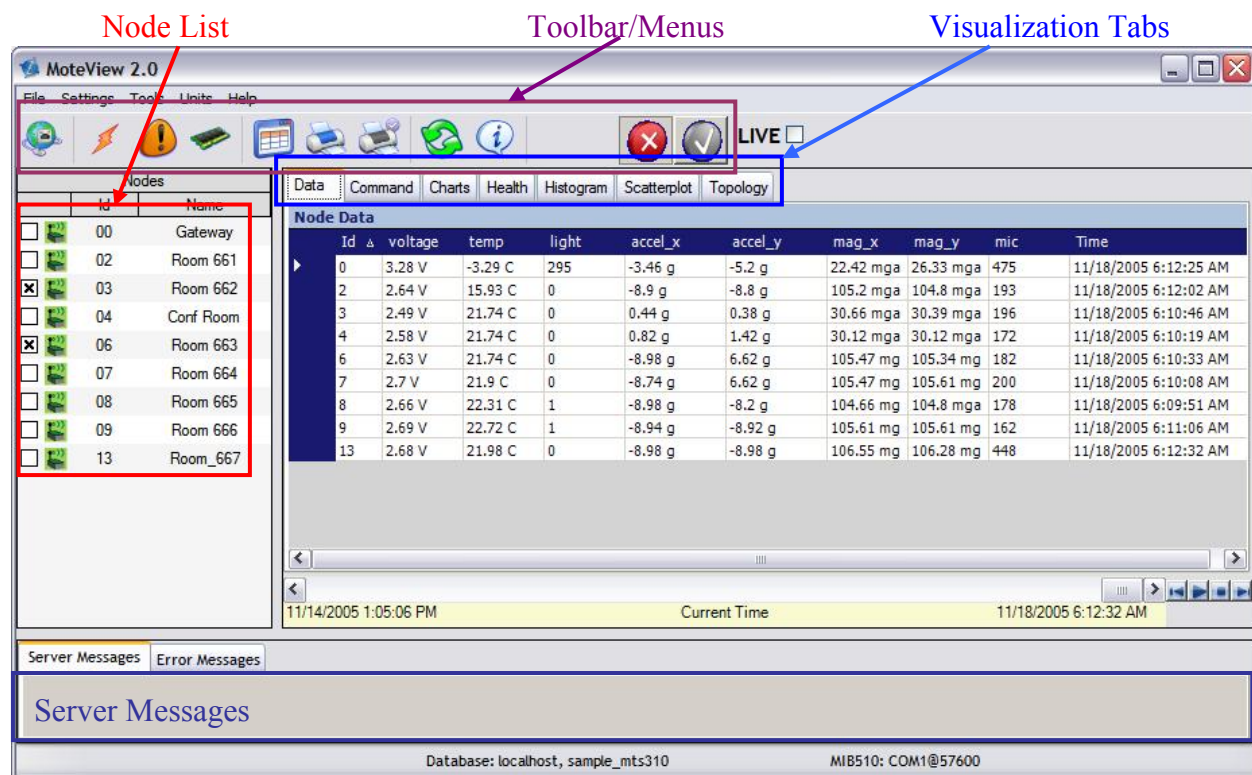 Node List Toolbar/Menus Visualization Tabs
MoteView 2.0
File Settings Tools Units Help
LIVE
Nodes
Id Name
00 Gateway
02 Room 661
03 Room 662
04 Conf Room
06 Room 663
07 Room 664
08 Room 665
09 Room 666
13 Room_667
Data Command Charts Health Histogram Scatterplot Topology
Node Data
Id voltage temp light accel_x accel_y mag_x mag_y mic Time
0 3.28 V -3.29 C 295 -3.46 g -5.2 g 22.42 mga 26.33 mga 475 11/18/2005 6:12:25 AM
2 2.64 V 15.93 C 0 -8.9 g -8.8 g 105.2 mga 104.8 mga 193 11/18/2005 6:12:02 AM
3 2.49 V 21.74 C 0 0.44 g 0.38 g 30.66 mga 30.39 mga 196 11/18/2005 6:10:46 AM
4 2.58 V 21.74 C 0 0.82 g 1.42 g 30.12 mga 30.12 mga 172 11/18/2005 6:10:19 AM
6 2.63 V 21.74 C 0 -8.98 g 6.62 g 105.47 mg 105.34 mg 182 11/18/2005 6:10:33 AM
7 2.7 V 21.9 C 0 -8.74 g 6.62 g 105.47 mg 105.61 mg 200 11/18/2005 6:10:08 AM
8 2.66 V 22.31 C 1 -8.98 g -8.2 g 104.66 mg 104.8 mga 178 11/18/2005 6:09:51 AM
9 2.69 V 22.72 C 1 -8.94 g -8.92 g 105.61 mg 105.61 mg 162 11/18/2005 6:11:06 AM
13 2.68 V 21.98 C 0 -8.98 g -8.98 g 106.55 mg 106.28 mg 448 11/18/2005 6:12:32 AM
11/14/2005 1:05:06 PM Current Time 11/18/2005 6:12:32 AM
Server Messages Error Messages
Server Messages
Database: localhost, sample_mts310 MIB510: COM1@57600